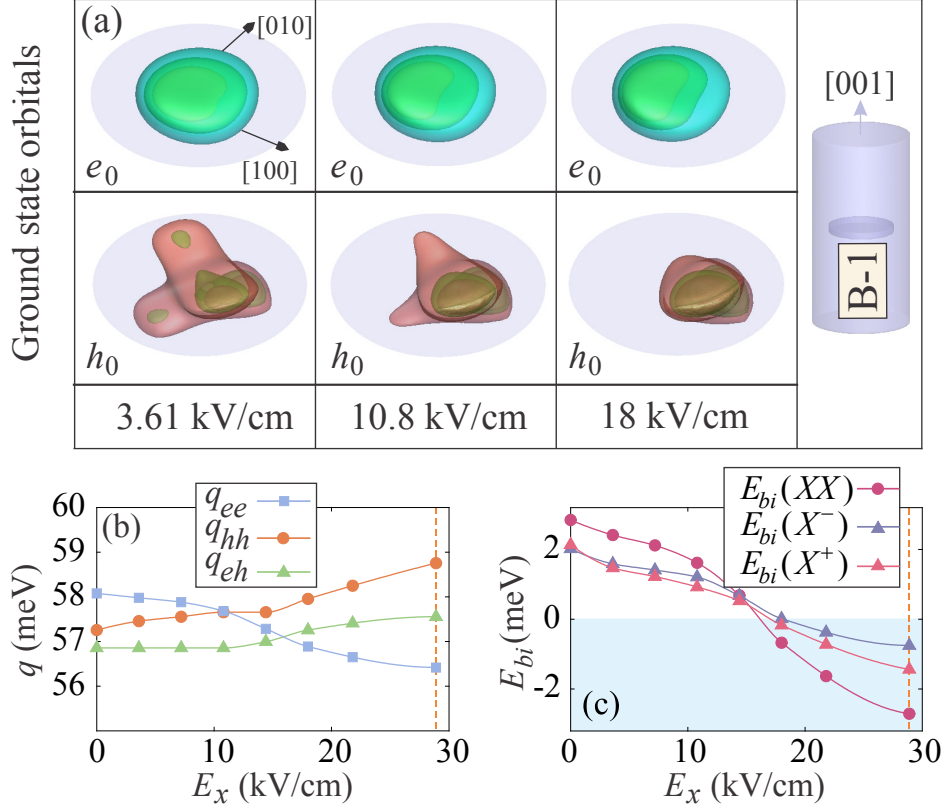 Ground state orbitals
(a)
[010]
[100]
e0
e0
e0
[001]
B-1
h0
h0
h0
3.61 kV/cm
10.8 kV/cm
18 kV/cm
(b)
qee
qhh
qeh
60
59
58
57
56
q (meV)
0
10
20
30
Ex (kV/cm)
Ebi(XX)
Ebi(X−)
Ebi(X+)
2
0
-2
Ebi(meV)
(c)
0
10
20
30
Ex (kV/cm)